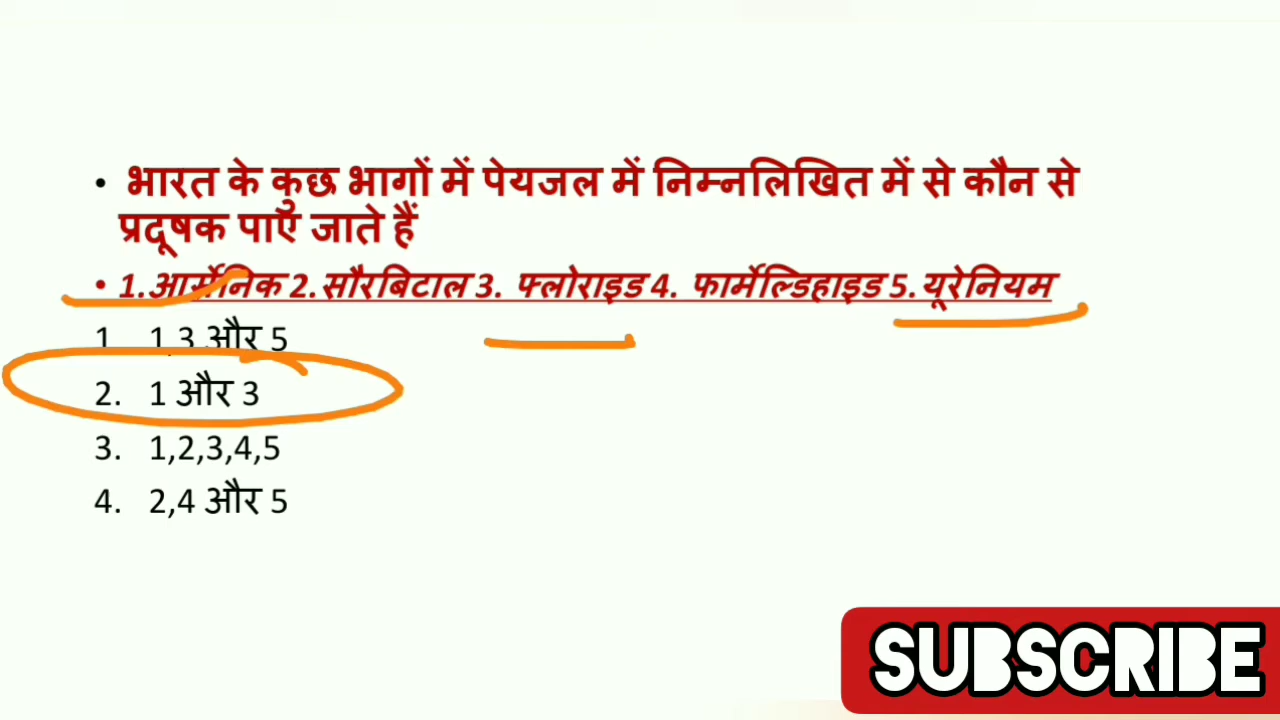 • भारत के कुछ भागों में पेयजल में निम्नलिखित में से कौन से
प्रदूषक पाए जाते हैं
• 1.आर्सेनिक 2.सौरबिटाल 3. फ्लोराइड 4. फार्मेल्डिहाइड 5.यूरेनियम
1. 1,3 और 5
2. 1 और 3
3. 1,2,3,4,5
4. 2,4 और 5
SUBSCRIBE